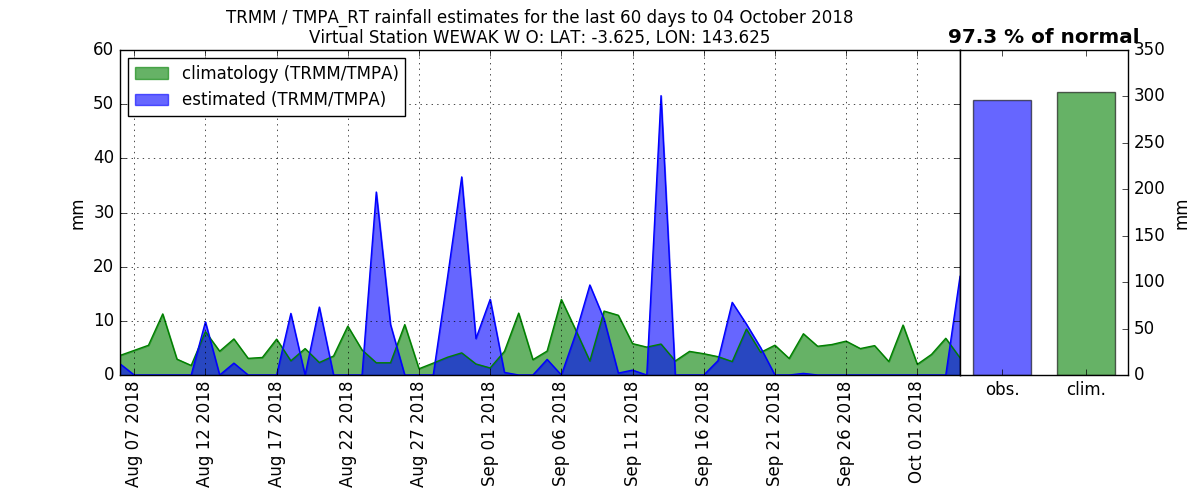 TRMM / TMPA_RT rainfall estimates for the last 60 days to 04 October 2018
Virtual Station WEWAK W O: LAT: -3.625, LON: 143.625
97.3 % of normal
climatology (TRMM/TMPA)
estimated (TRMM/TMPA)
60
50
40
30
20
10
0
mm
Aug 07 2018
Aug 12 2018
Aug 17 2018
Aug 22 2018
Aug 27 2018
Sep 01 2018
Sep 06 2018
Sep 11 2018
Sep 16 2018
Sep 21 2018
Sep 26 2018
Oct 01 2018
obs.
clim.
350
300
250
200
150
100
50
0
mm